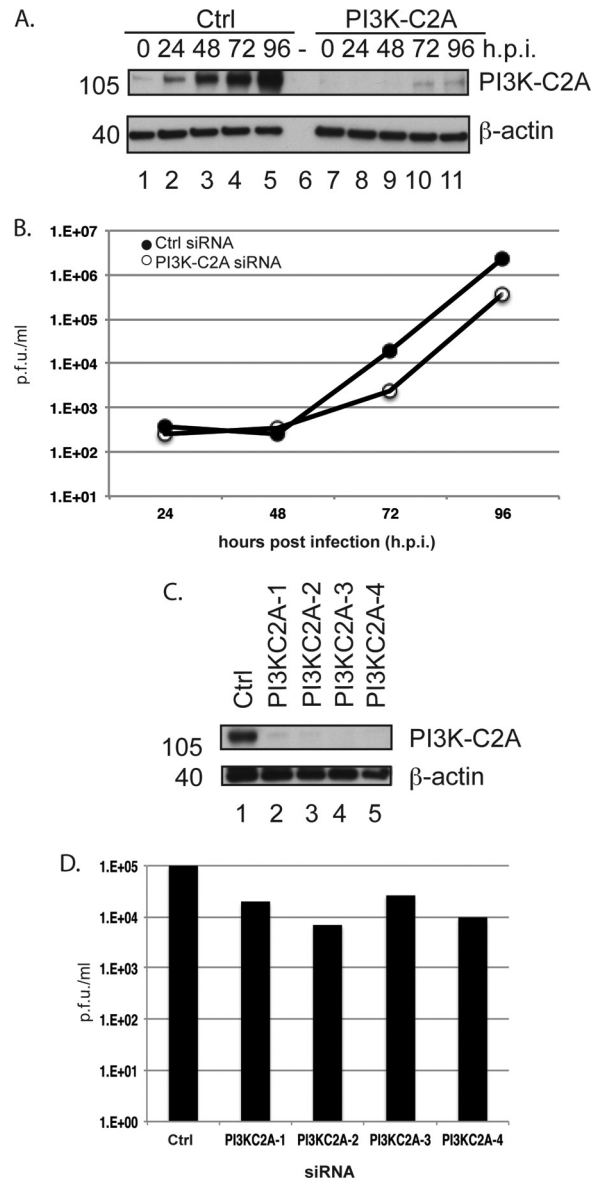 A.
Ctrl PI3K-C2A
0 24 48 72 96 - 0 24 48 72 96 h.p.i.
105 PI3K-C2A
40 β-actin
1 2 3 4 5 6 7 8 9 10 11
B.
1.E+07
Ctrl siRNA
PI3K-C2A siRNA
1.E+06
1.E+05
1.E+04
1.E+03
1.E+02
1.E+01
p.f.u./ml
24 48 72 96
hours post infection (h.p.i.)
C.
Ctrl
PI3KC2A-1
PI3KC2A-2
PI3KC2A-3
PI3KC2A-4
105 PI3K-C2A
40 β-actin
1 2 3 4 5
D.
1.E+05
1.E+04
1.E+03
1.E+02
1.E+01
1.E+00
p.f.u./ml
Ctrl PI3KC2A-1 PI3KC2A-2 PI3KC2A-3 PI3KC2A-4
siRNA